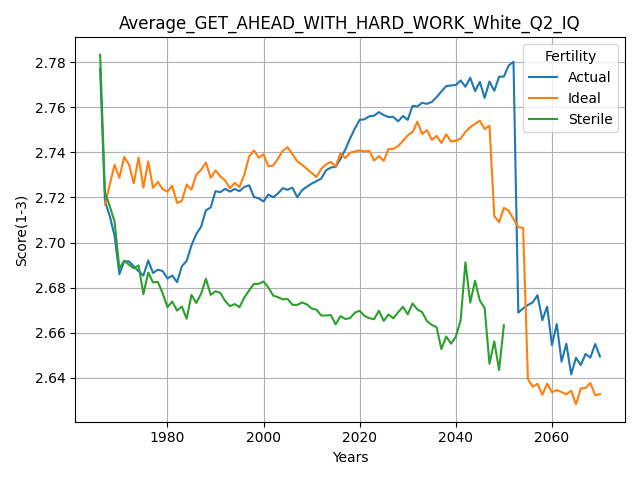 Average_GET_AHEAD_WITH_HARD_WORK_White_Q2_IQ
Score(1-3)
2.78
2.76
2.74
2.72
2.70
2.68
2.66
2.64
Fertility
Actual
Ideal
Sterile
1980
2000
2020
2040
2060
Years